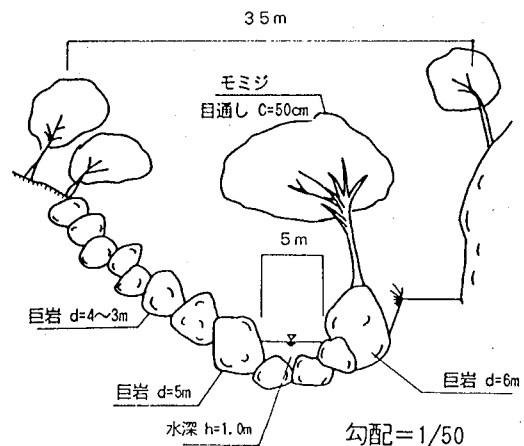 35m
モミジ
目通し C=50cm
5m
巨岩 d=4~3m
巨岩 d=5m
巨岩 d=6m
水深 h=1.0m
勾配=1/50